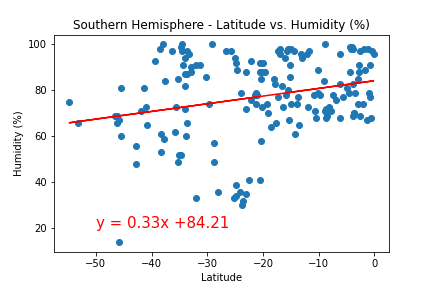 Southern Hemisphere - Latitude vs. Humidity (%)
100
80
60
40
20
Humidity (%)
y = 0.33x +84.21
−50
−40
−30
−20
−10
0
Latitude